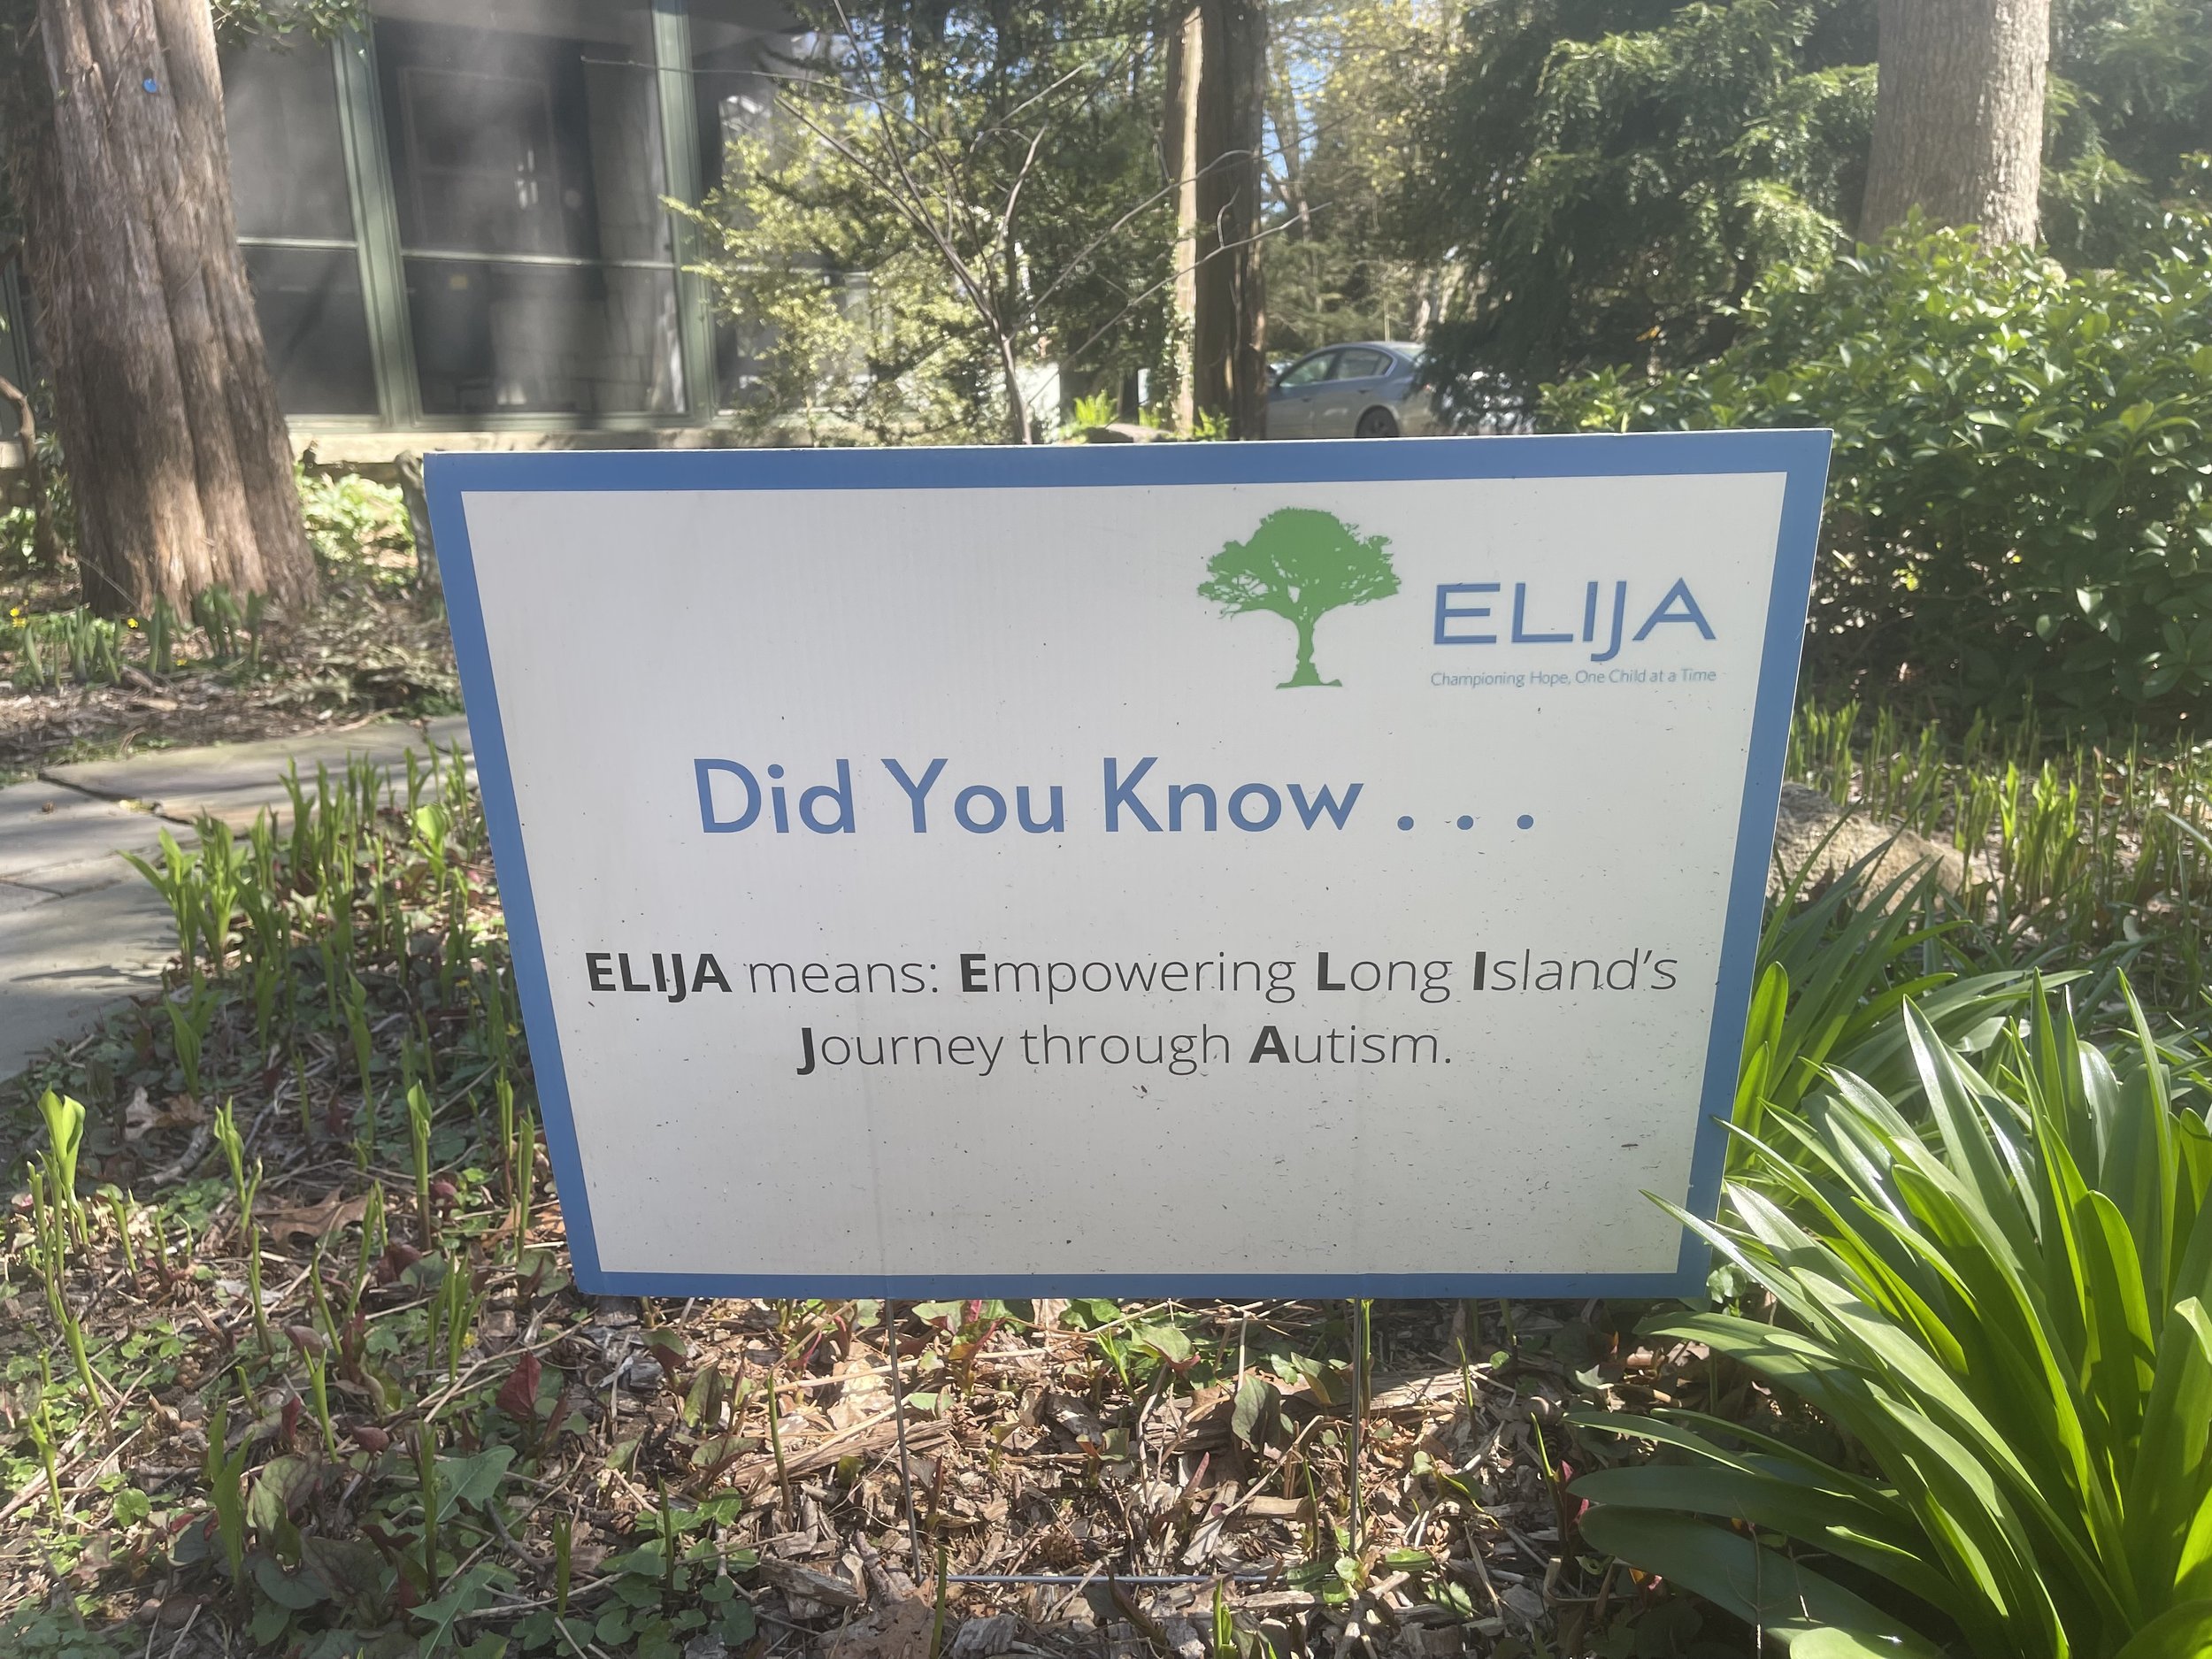 ELIJA
Championing Hope, One Child at a Time
Did You Know . . .
ELIJA means: Empowering Long Island's
Journey through Autism.